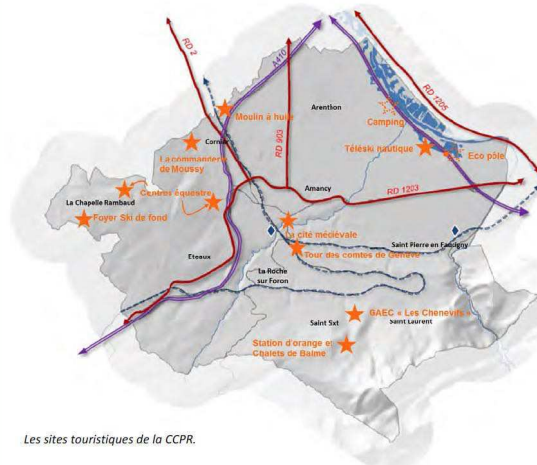 RD 2
A410
RD 1205
RD 903
Arenthon
Camping
Moulin à huile
Cornier
La commanderie
de Moussy
Téléski nautique
Eco pôle
Centres équestre
Amancy
RD 1203
La Chapelle Rambaud
Foyer Ski de fond
La cité médiévale
Saint Pierre en Faucigny
Tour des comtes de Genève
Eteaux
La Roche
sur Foron
GAEC « Les Chenevits »
Saint Sixt
Saint Laurent
Station d'orange et
Chalets de Balme
Les sites touristiques de la CCPR.